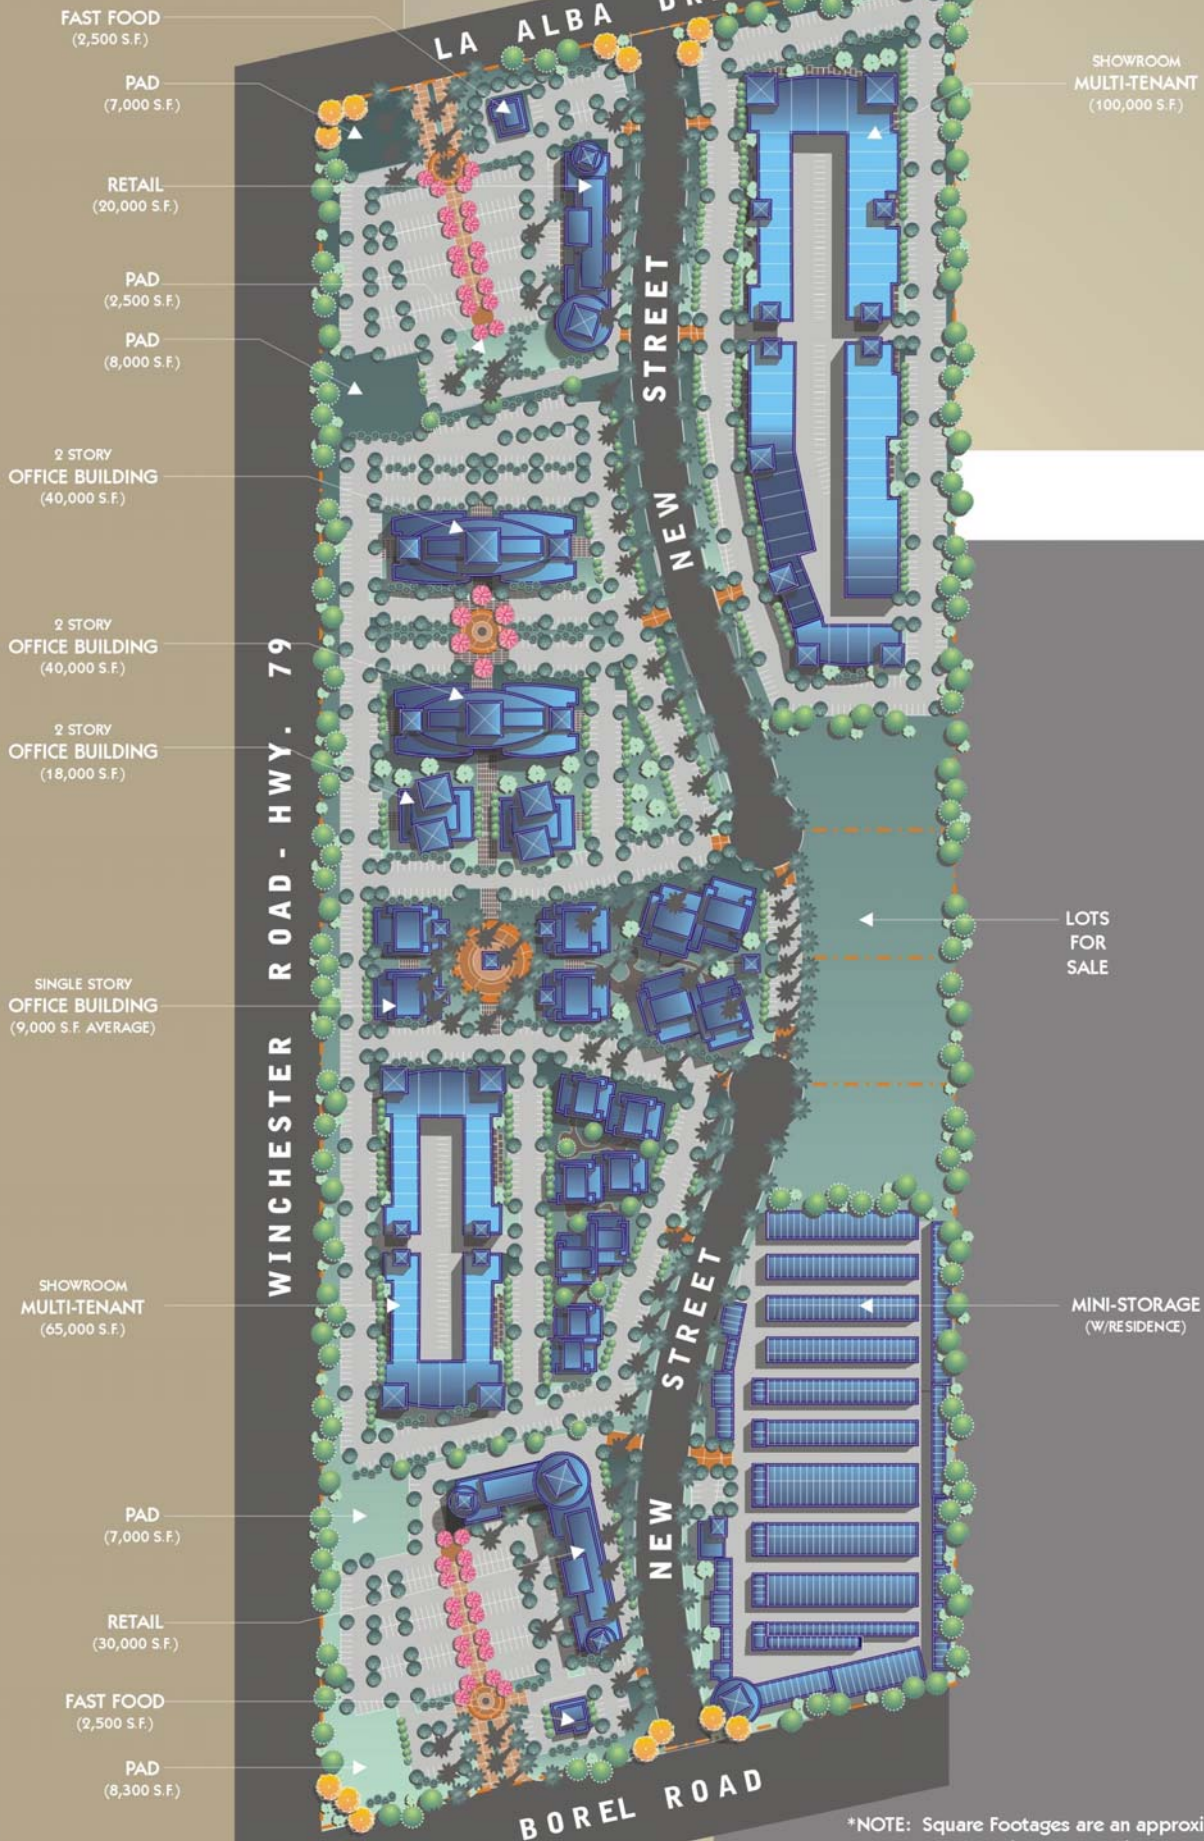 FAST FOOD
(2,500 S.F.)
PAD
(7,000 S.F.)
RETAIL
(20,000 S.F.)
PAD
(2,500 S.F.)
PAD
(8,000 S.F.)
2 STORY
OFFICE BUILDING
(40,000 S.F.)
2 STORY
OFFICE BUILDING
(40,000 S.F.)
2 STORY
OFFICE BUILDING
(18,000 S.F.)
SINGLE STORY
OFFICE BUILDING
(9,000 S.F. AVERAGE)
SHOWROOM
MULTI-TENANT
(65,000 S.F.)
PAD
(7,000 S.F.)
RETAIL
(30,000 S.F.)
FAST FOOD
(2,500 S.F.)
PAD
(8,300 S.F.)
WINCHESTER ROAD - HWY. 79
LA ALBA
NEW STREET
NEW STREET
BOREL ROAD
SHOWROOM
MULTI-TENANT
(100,000 S.F.)
LOTS
FOR
SALE
MINI-STORAGE
(W/RESIDENCE)
*NOTE: Square Footages are an approxi